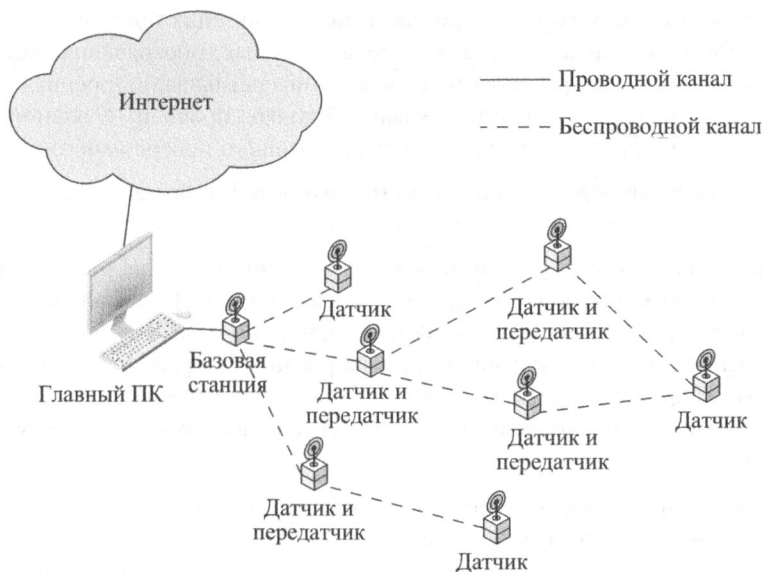 Интернет
Проводной канал
Беспроводной канал
Датчик
Датчик и
передатчик
Базовая
станция
Главный ПК
Датчик и
передатчик
Датчик и
передатчик
Датчик
Датчик и
передатчик
Датчик